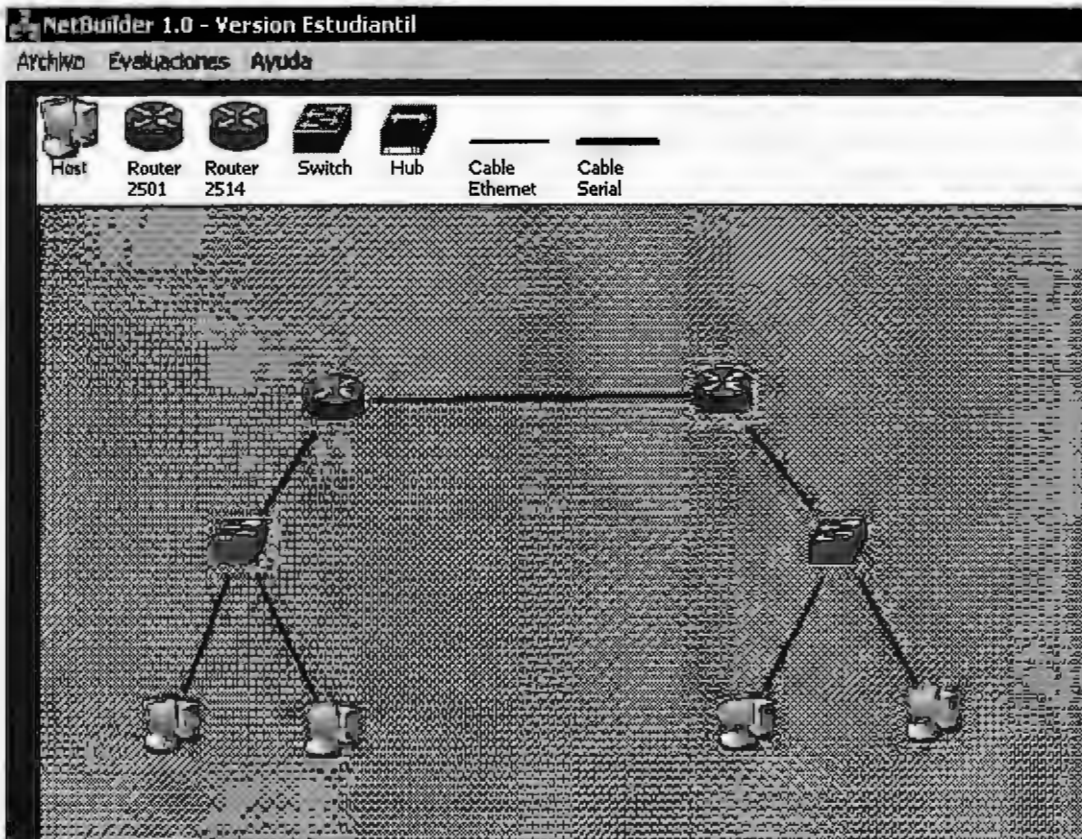 NetBuilder 1.0 - Version Estudiantil
Archivo Evaluaciones Ayuda
Host Router 2501 Router 2514 Switch Hub Cable Ethernet Cable Serial